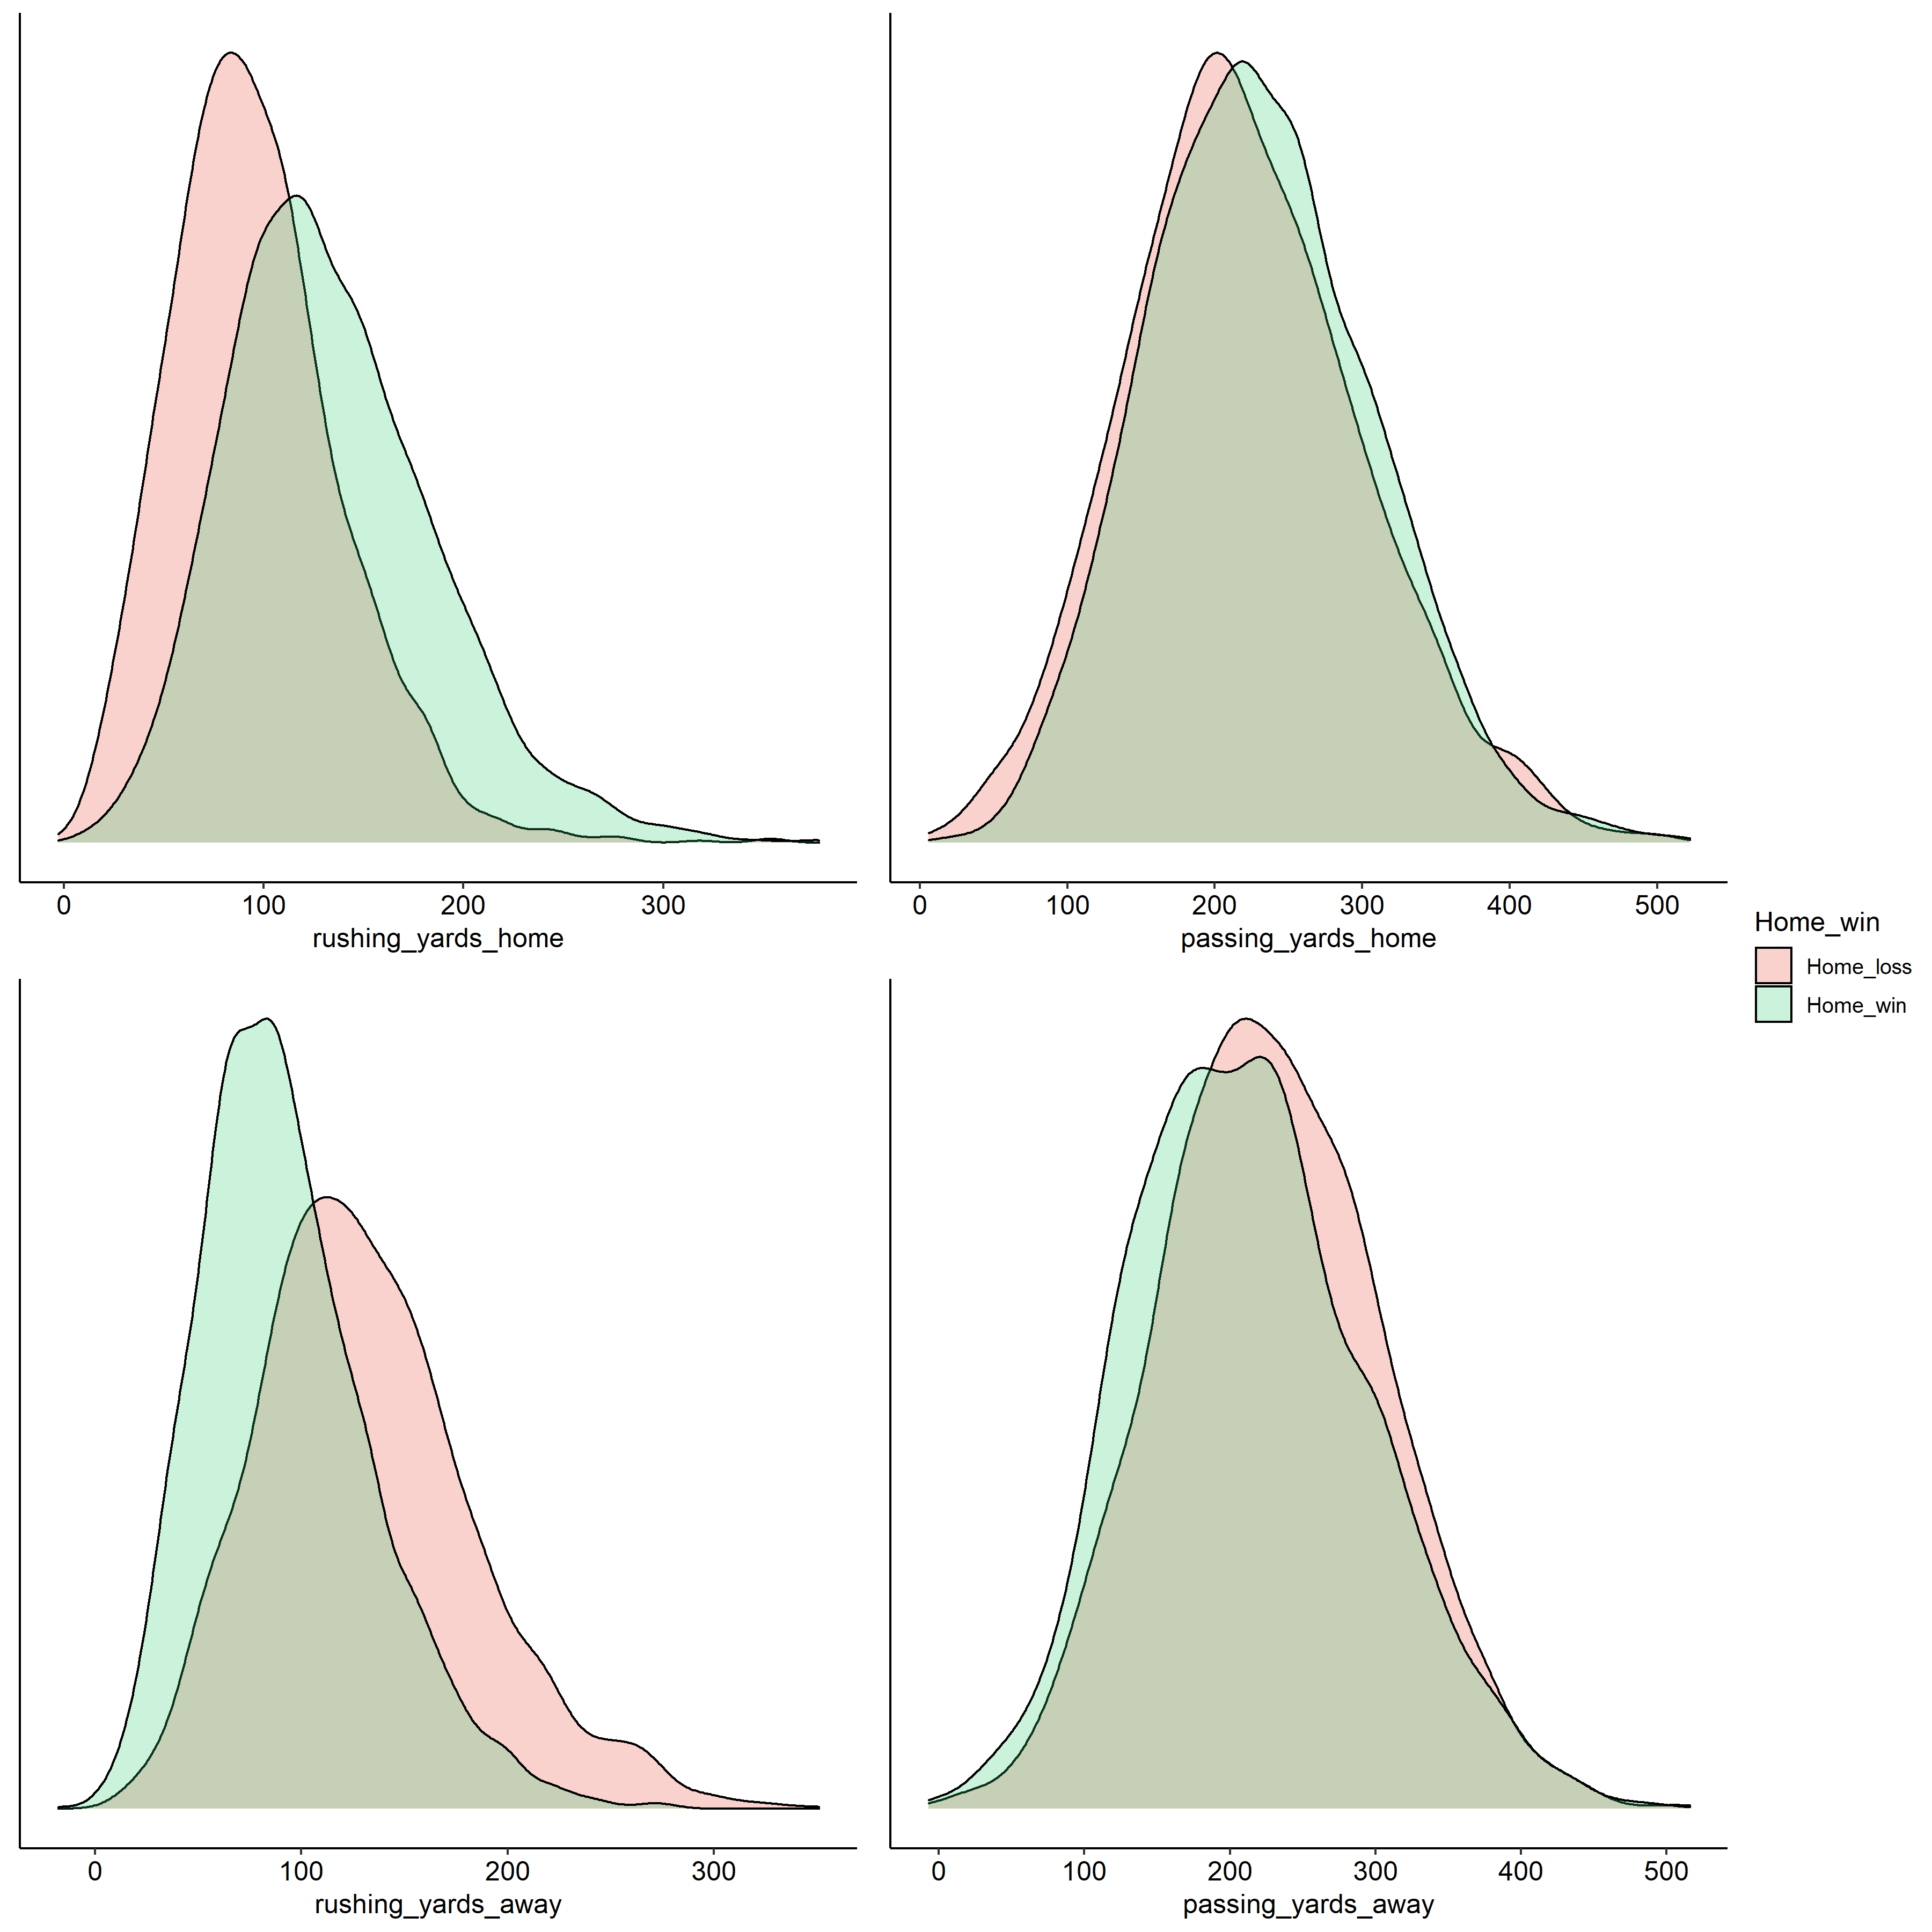 0 100 200 300
rushing_yards_home
0 100 200 300 400 500
passing_yards_home
Home_win
Home_loss
Home_win
0 100 200 300
rushing_yards_away
0 100 200 300 400 500
passing_yards_away